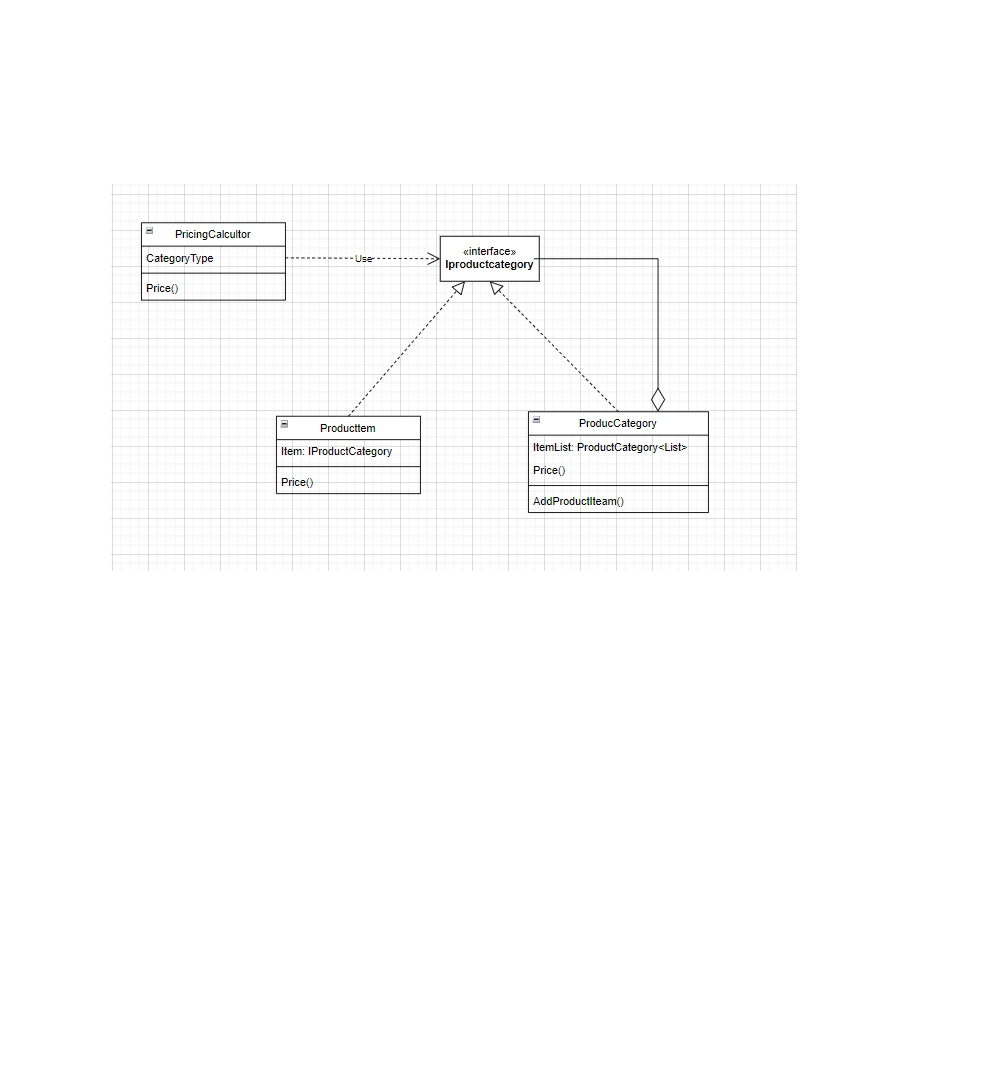 PricingCalcultor
CategoryType
Price()
Use
«interface»
Iproductcategory
ProductItem
Item: IProductCategory
Price()
ProducCategory
ItemList: ProductCategory<List>
Price()
AddProductIteam()